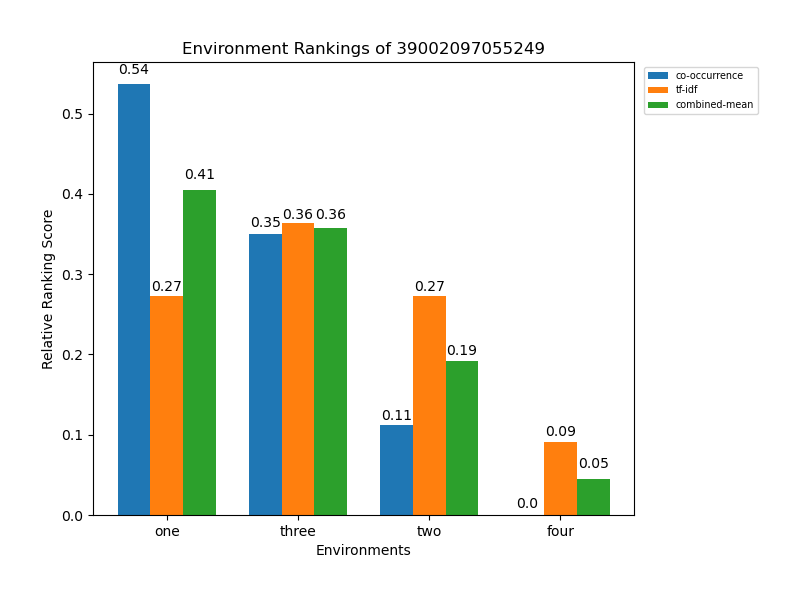 Environment Rankings of 39002097055249
co-occurrence
tf-idf
combined-mean
Relative Ranking Score
0.5
0.4
0.3
0.2
0.1
0.0
0.54
0.27
0.41
0.35
0.36
0.36
0.11
0.27
0.19
0.0
0.09
0.05
one
three
two
four
Environments